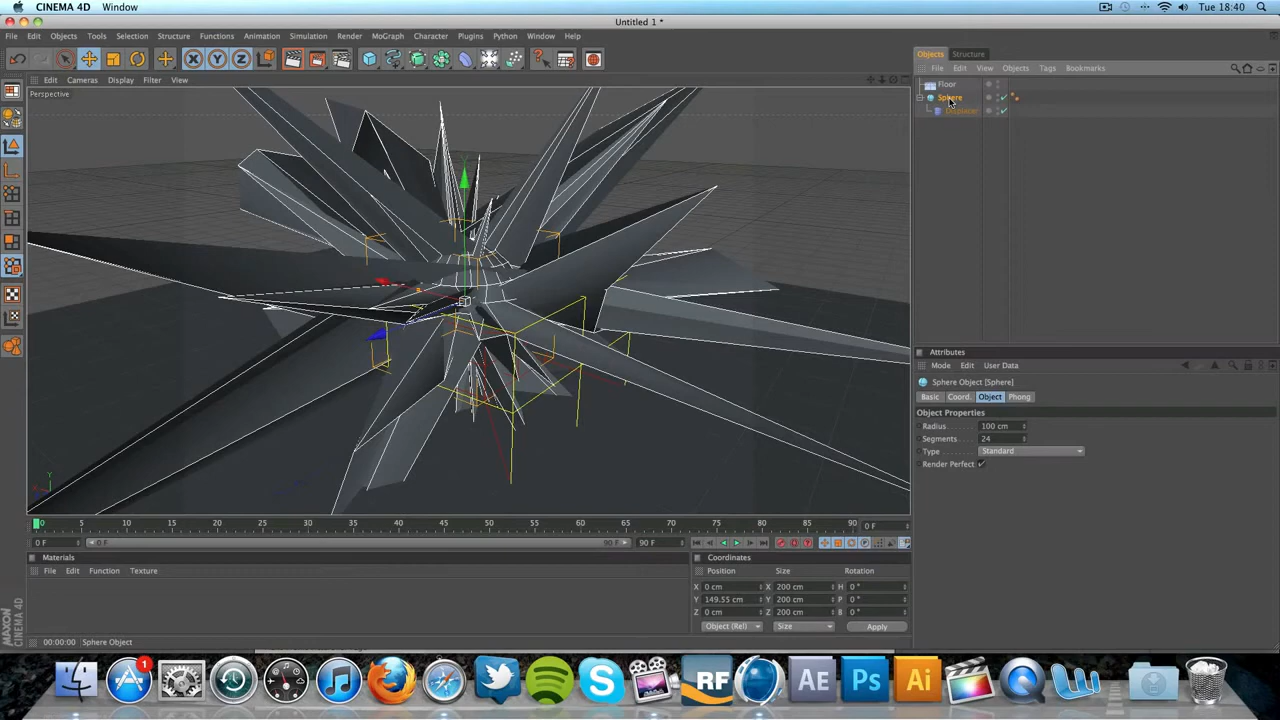 CINEMA 4D Window
Tue 18:40
Untitled 1 *
File Edit Objects Tools Selection Structure Functions Animation Simulation Render MoGraph Character Plugins Python Window Help
Objects Structure
File Edit View Objects Tags Bookmarks
Edit Cameras Display Filter View
Perspective
Floor
Sphere
Displacer
Attributes
Mode Edit User Data
Sphere Object [Sphere]
Basic Coord. Object Phong
Object Properties
Radius 100 cm
Segments 24
Type Standard
Render Perfect
Y
X
Y
0 5 10 15 20 25 30 35 40 45 50 55 60 65 70 75 80 85 90 0 F
0 F 0 F 90 F 90 F
Materials
File Edit Function Texture
Coordinates
Position Size Rotation
X 0 cm X 200 cm H 0 °
Y 149.55 cm Y 200 cm P 0 °
Z 0 cm Z 200 cm B 0 °
Object (Rel) Size Apply
MAXON
CINEMA 4D
00:00:00 Sphere Object
1
RF
AE
Ps
Ai